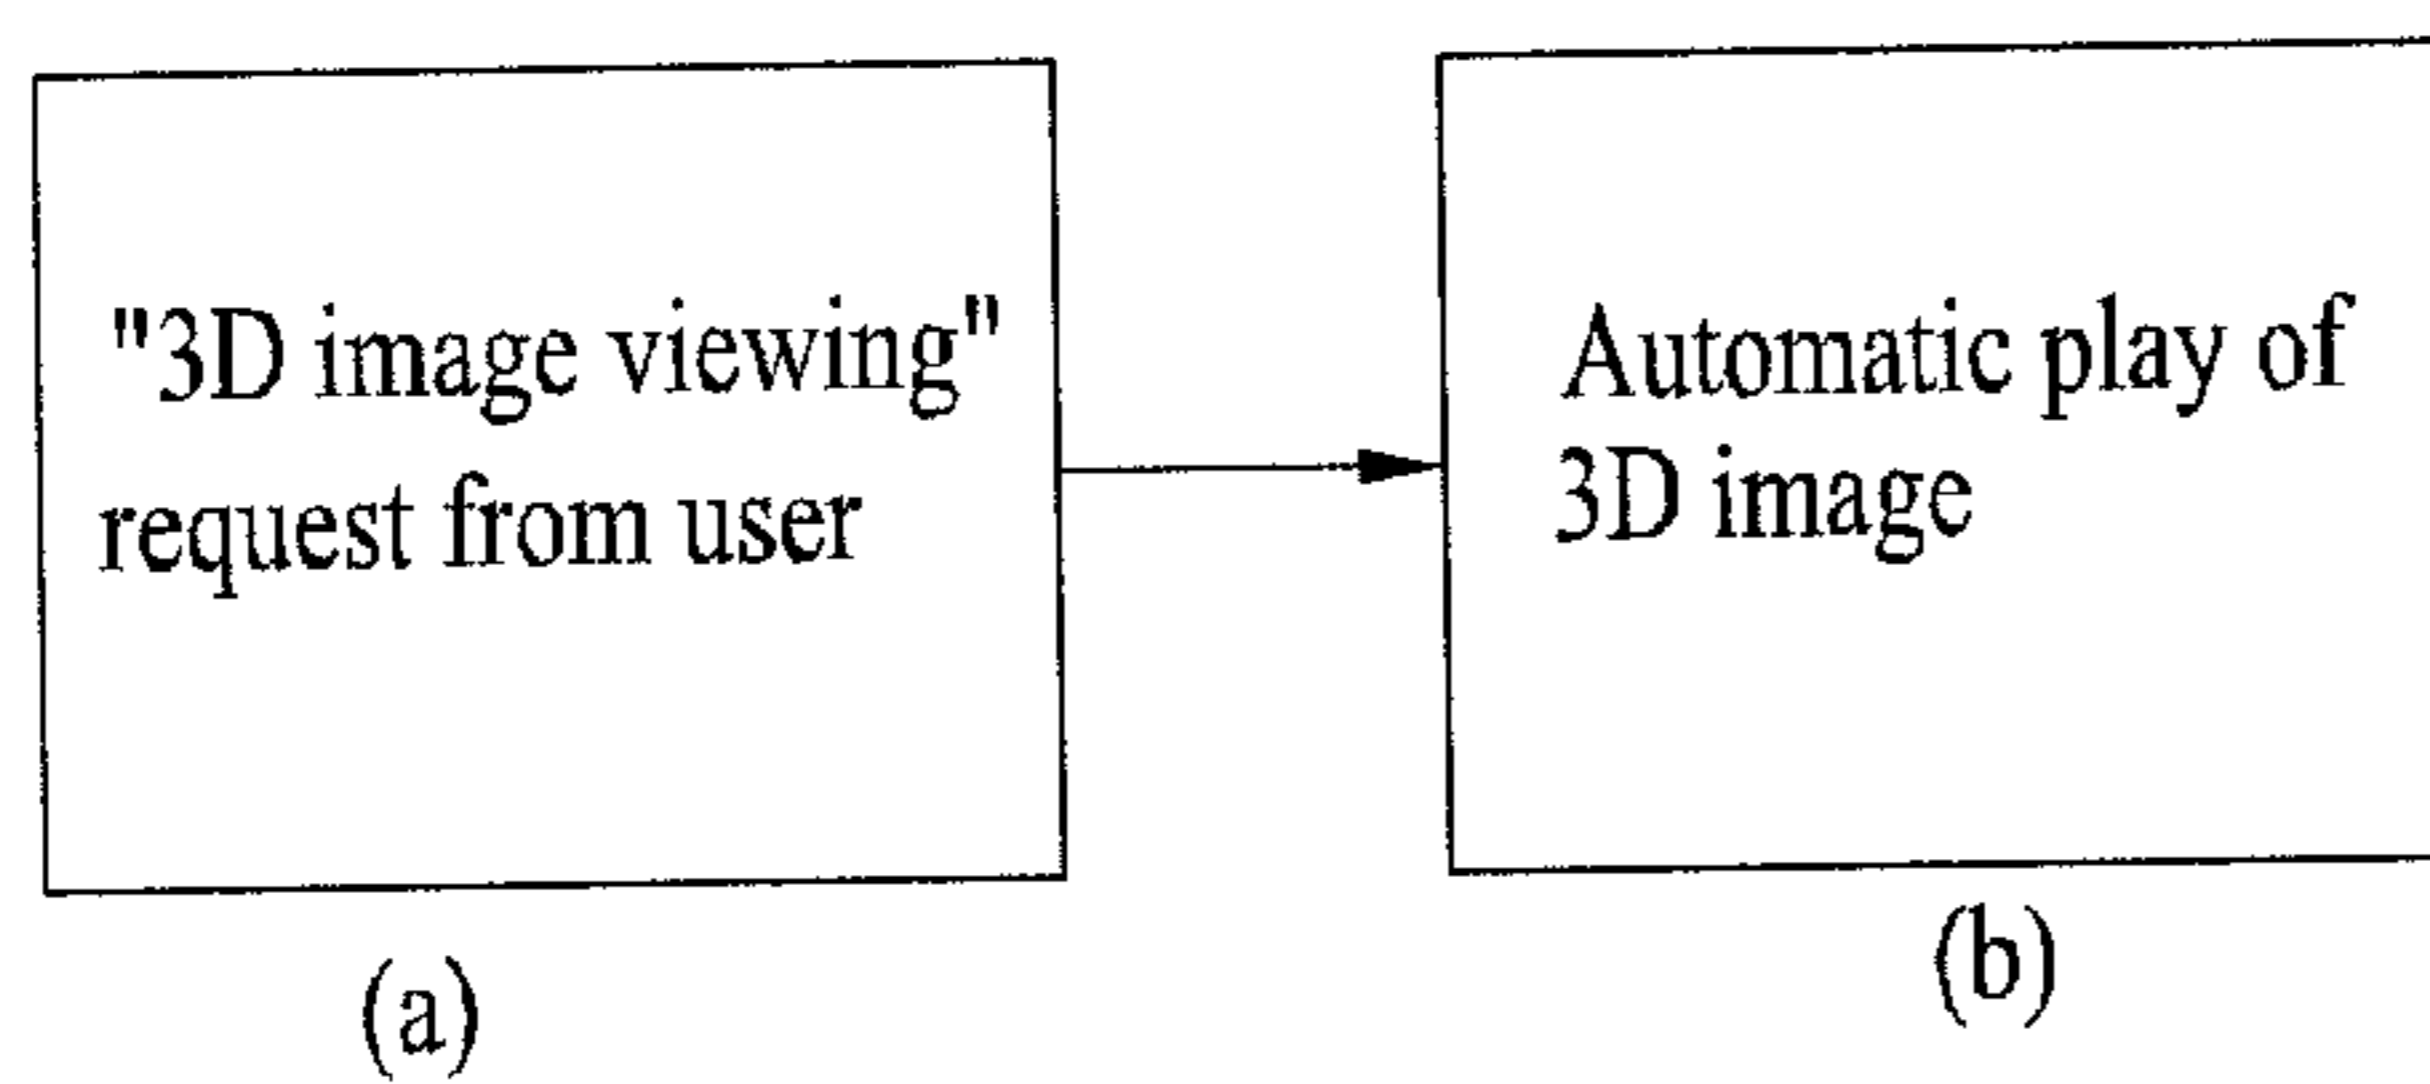 "3D image viewing"
request from user
Automatic play of
3D image
(a)
(b)